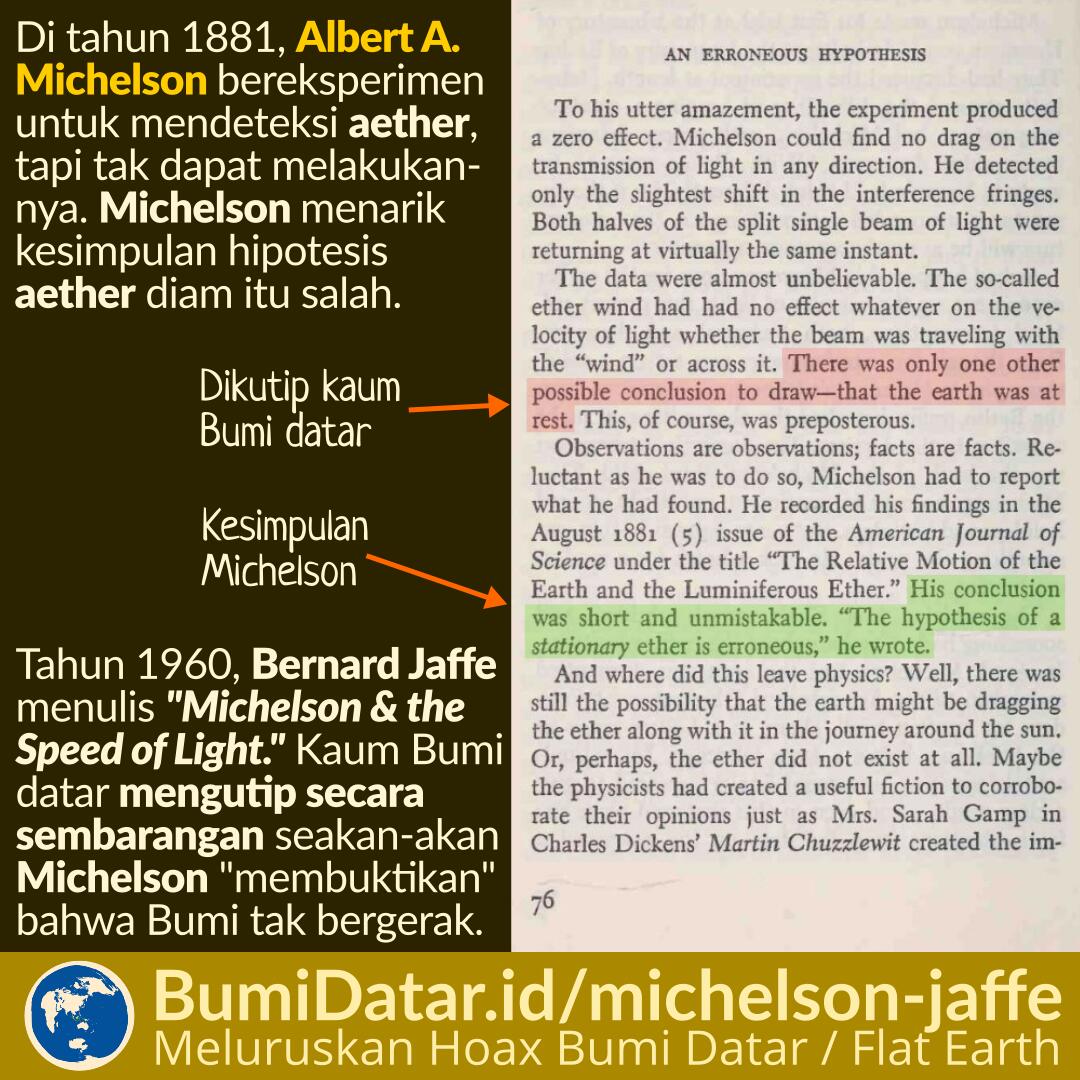 Di tahun 1881, Albert A.
Michelson bereksperimen
untuk mendeteksi aether,
tapi tak dapat melakukan-
nya. Michelson menarik
kesimpulan hipotesis
aether diam itu salah.
Dikutip kaum
Bumi datar
Kesimpulan
Michelson
Tahun 1960, Bernard Jaffe
menulis "Michelson & the
Speed of Light." Kaum Bumi
datar mengutip secara
sembarangan seakan-akan
Michelson "membuktikan"
bahwa Bumi tak bergerak.
AN ERRONEOUS HYPOTHESIS
To his utter amazement, the experiment produced
a zero effect. Michelson could find no drag on the
transmission of light in any direction. He detected
only the slightest shift in the interference fringes.
Both halves of the split single beam of light were
returning at virtually the same instant.
The data were almost unbelievable. The so-called
ether wind had had no effect whatever on the ve-
locity of light whether the beam was traveling with
the “wind” or across it. There was only one other
possible conclusion to draw—that the earth was at
rest. This, of course, was preposterous.
Observations are observations; facts are facts. Re-
luctant as he was to do so, Michelson had to report
what he had found. He recorded his findings in the
August 1881 (5) issue of the American Journal of
Science under the title “The Relative Motion of the
Earth and the Luminiferous Ether.” His conclusion
was short and unmistakable. “The hypothesis of a
stationary ether is erroneous,” he wrote.
And where did this leave physics? Well, there was
still the possibility that the earth might be dragging
the ether along with it in the journey around the sun.
Or, perhaps, the ether did not exist at all. Maybe
the physicists had created a useful fiction to corrobo-
rate their opinions just as Mrs. Sarah Gamp in
Charles Dickens’ Martin Chuzzlewit created the im-
76
BumiDatar.id/michelson-jaffe
Meluruskan Hoax Bumi Datar / Flat Earth